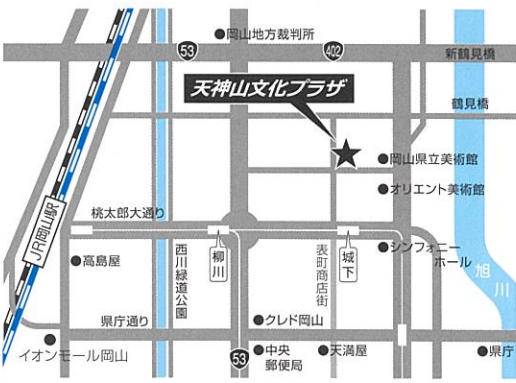 岡山地方裁判所
53
402
新鶴見橋
天神山文化プラザ
鶴見橋
岡山県立美術館
オリエント美術館
桃太郎大通り
JR岡山駅
高島屋
西川緑道公園
柳川
表町商店街
城下
シンフォニー
ホール
旭川
県庁通り
クレド岡山
イオンモール岡山
53
中央
郵便局
天満屋
県庁